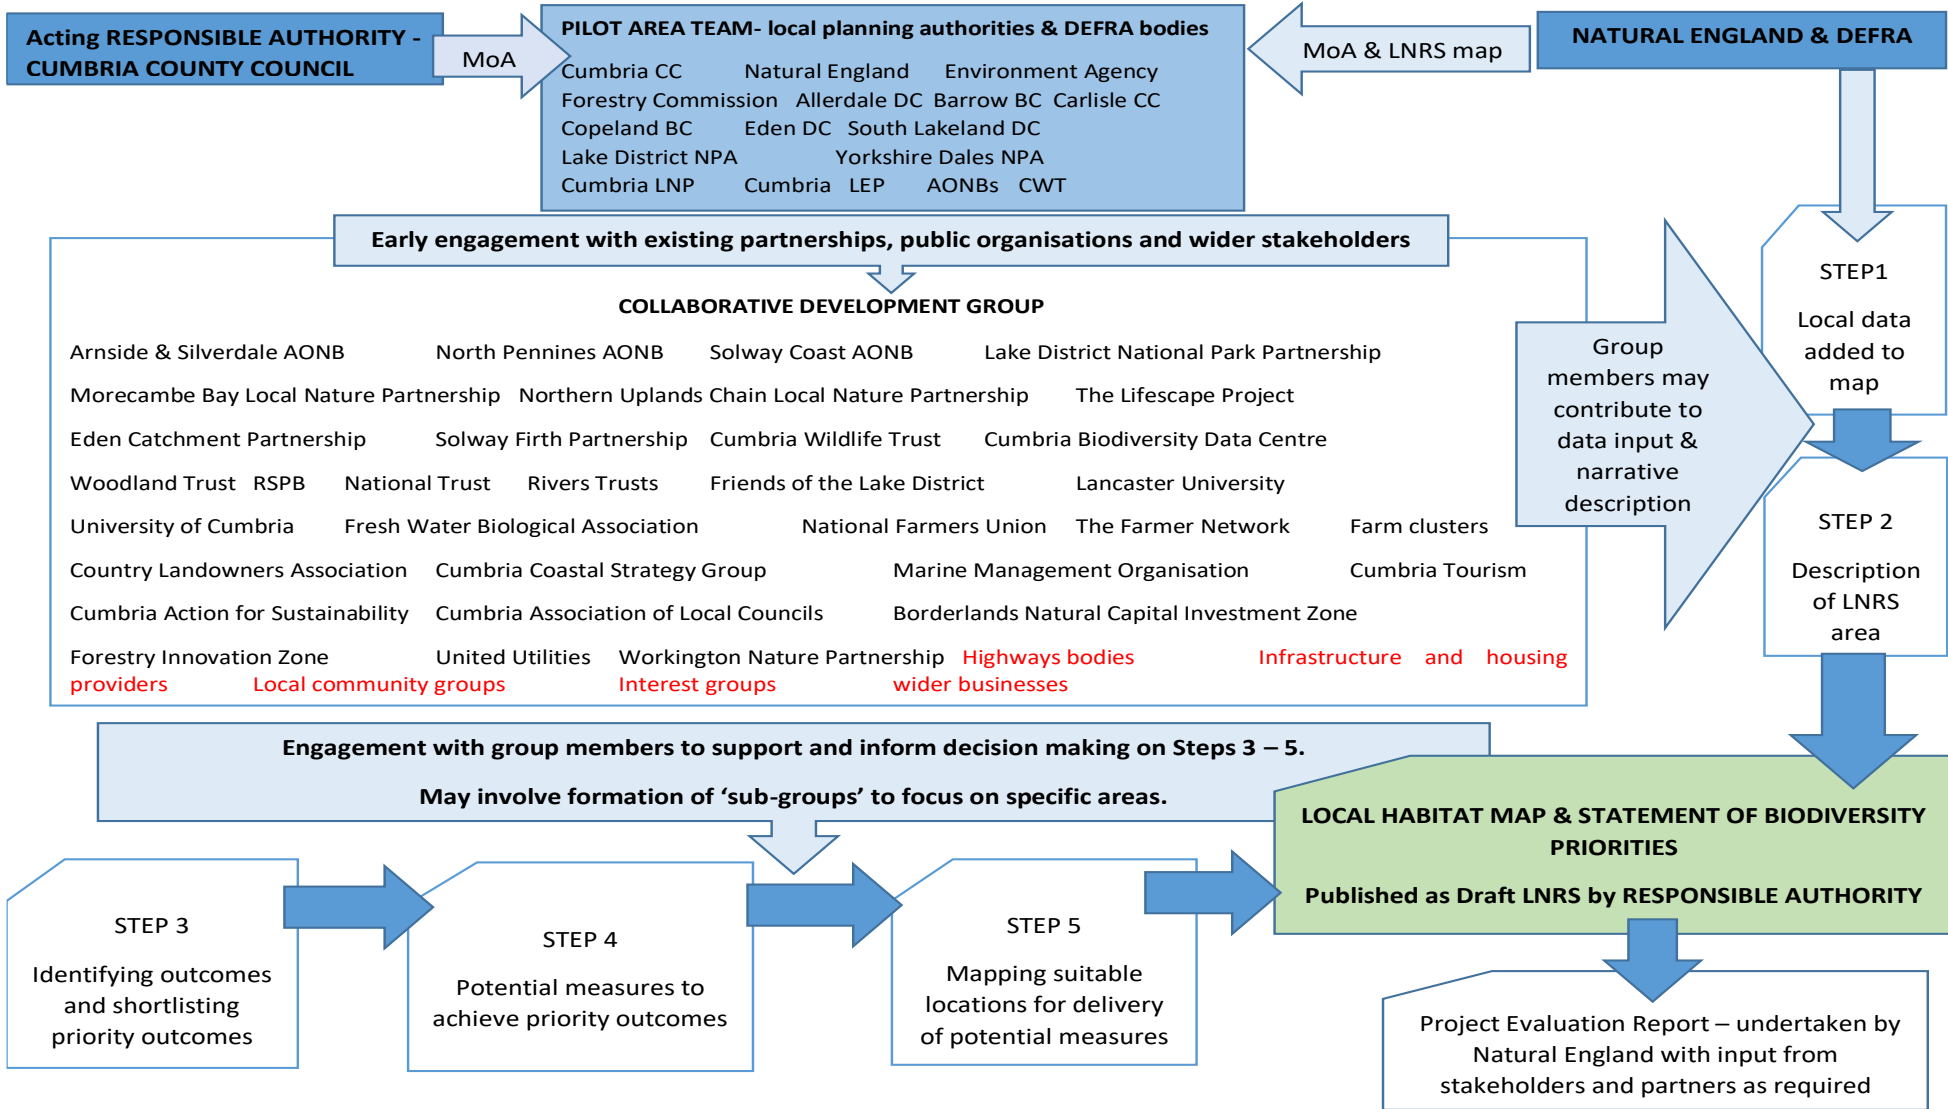 Acting RESPONSIBLE AUTHORITY -
CUMBRIA COUNTY COUNCIL
MoA
PILOT AREA TEAM- local planning authorities & DEFRA bodies
Cumbria CC Natural England Environment Agency
Forestry Commission Allerdale DC Barrow BC Carlisle CC
Copeland BC Eden DC South Lakeland DC
Lake District NPA Yorkshire Dales NPA
Cumbria LNP Cumbria LEP AONBs CWT
MoA & LNRS map
NATURAL ENGLAND & DEFRA
Early engagement with existing partnerships, public organisations and wider stakeholders
COLLABORATIVE DEVELOPMENT GROUP
Arnside & Silverdale AONB North Pennines AONB Solway Coast AONB Lake District National Park Partnership
Morecambe Bay Local Nature Partnership Northern Uplands Chain Local Nature Partnership The Lifescape Project
Eden Catchment Partnership Solway Firth Partnership Cumbria Wildlife Trust Cumbria Biodiversity Data Centre
Woodland Trust RSPB National Trust Rivers Trusts Friends of the Lake District Lancaster University
University of Cumbria Fresh Water Biological Association National Farmers Union The Farmer Network Farm clusters
Country Landowners Association Cumbria Coastal Strategy Group Marine Management Organisation Cumbria Tourism
Cumbria Action for Sustainability Cumbria Association of Local Councils Borderlands Natural Capital Investment Zone
Forestry Innovation Zone United Utilities Workington Nature Partnership Highways bodies Infrastructure and housing
providers Local community groups Interest groups wider businesses
Group
members may
contribute to
data input &
narrative
description
STEP1
Local data
added to
map
STEP 2
Description
of LNRS
area
Engagement with group members to support and inform decision making on Steps 3 – 5.
May involve formation of ‘sub-groups’ to focus on specific areas.
STEP 3
Identifying outcomes
and shortlisting
priority outcomes
STEP 4
Potential measures to
achieve priority outcomes
STEP 5
Mapping suitable
locations for delivery
of potential measures
LOCAL HABITAT MAP & STATEMENT OF BIODIVERSITY
PRIORITIES
Published as Draft LNRS by RESPONSIBLE AUTHORITY
Project Evaluation Report – undertaken by
Natural England with input from
stakeholders and partners as required